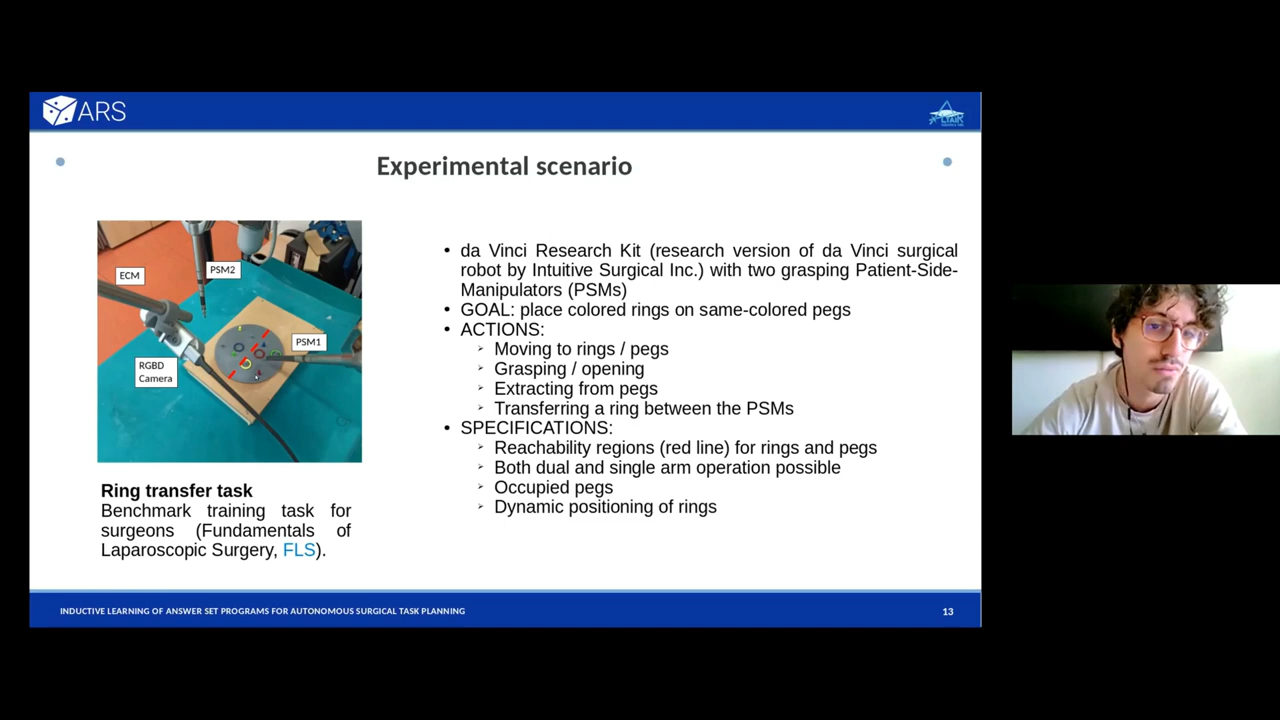 ARS
ALTAIR
Experimental scenario
ECM
PSM2
PSM1
RGBD
Camera
Ring transfer task
Benchmark training task for
surgeons (Fundamentals of
Laparoscopic Surgery, FLS).
• da Vinci Research Kit (research version of da Vinci surgical
robot by Intuitive Surgical Inc.) with two grasping Patient-Side-
Manipulators (PSMs)
• GOAL: place colored rings on same-colored pegs
• ACTIONS:
Moving to rings / pegs
Grasping / opening
Extracting from pegs
Transferring a ring between the PSMs
• SPECIFICATIONS:
Reachability regions (red line) for rings and pegs
Both dual and single arm operation possible
Occupied pegs
Dynamic positioning of rings
INDUCTIVE LEARNING OF ANSWER SET PROGRAMS FOR AUTONOMOUS SURGICAL TASK PLANNING
13